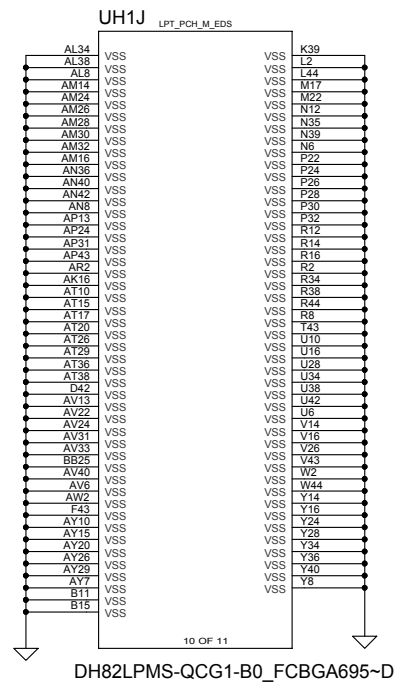 UH1J
LPT_PCH_M_EDS
AL34 VSS VSS K39
AL38 VSS VSS L2
AL8 VSS VSS L44
AM14 VSS VSS M17
AM24 VSS VSS M22
AM26 VSS VSS N12
AM28 VSS VSS N35
AM30 VSS VSS N39
AM32 VSS VSS N6
AM16 VSS VSS P22
AN36 VSS VSS P24
AN40 VSS VSS P26
AN42 VSS VSS P28
AN8 VSS VSS P30
AP13 VSS VSS P32
AP24 VSS VSS R12
AP31 VSS VSS R14
AP43 VSS VSS R16
AR2 VSS VSS R2
AK16 VSS VSS R34
AT10 VSS VSS R38
AT15 VSS VSS R44
AT17 VSS VSS R8
AT20 VSS VSS T43
AT26 VSS VSS U10
AT29 VSS VSS U16
AT36 VSS VSS U28
AT38 VSS VSS U34
D42 VSS VSS U38
AV13 VSS VSS U42
AV22 VSS VSS U6
AV24 VSS VSS V14
AV31 VSS VSS V16
AV33 VSS VSS V26
BB25 VSS VSS V43
AV40 VSS VSS W2
AV6 VSS VSS W44
AW2 VSS VSS Y14
F43 VSS VSS Y16
AY10 VSS VSS Y24
AY15 VSS VSS Y28
AY20 VSS VSS Y34
AY26 VSS VSS Y36
AY29 VSS VSS Y40
AY7 VSS VSS Y8
B11 VSS
B15 VSS
10 OF 11
DH82LPMS-QCG1-B0_FCBGA695~D